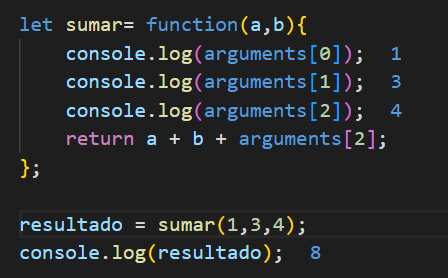 let sumar= function(a,b){
    console.log(arguments[0]);  1
    console.log(arguments[1]);  3
    console.log(arguments[2]);  4
    return a + b + arguments[2];
};

resultado = sumar(1,3,4);
console.log(resultado);  8